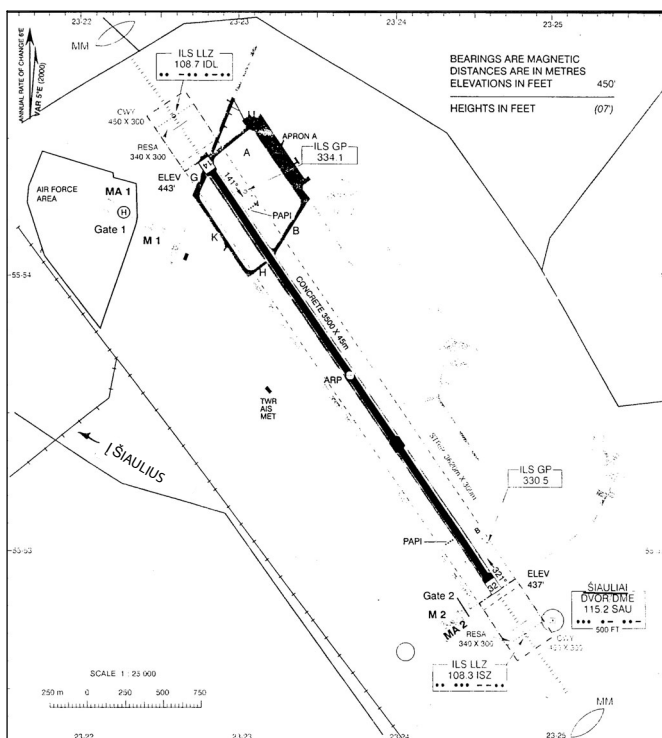 23-22
23-23
23-24
23-25
ANNUAL RATE OF CHANGE 6'E
VAR 5°E (2000)
MM
ILS LLZ
108.7 IDL
BEARINGS ARE MAGNETIC
DISTANCES ARE IN METRES
ELEVATIONS IN FEET 450'
HEIGHTS IN FEET (07')
CWY
450 X 300
RESA
340 X 300
APRON A
A
ILS GP
334.1
ELEV
443'
G
14
141°
PAPI
AIR FORCE
AREA
MA 1
H
Gate 1
M 1
K
B
H
55-54
CONCRETE 3500 X 45m
ARP
TWR
AIS
MET
Į ŠIAULIUS
ILS GP
330.5
PAPI
321°
32
ELEV
437'
Gate 2
M 2
MA 2
RESA
340 X 300
CWY
ŠIAULIAI
DVOR DME
115.2 SAU
500 FT
ILS LLZ
108.3 ISZ
SCALE 1 : 25 000
250 m 0 250 500 750
MM
23-22
23-23
23-24
23-25